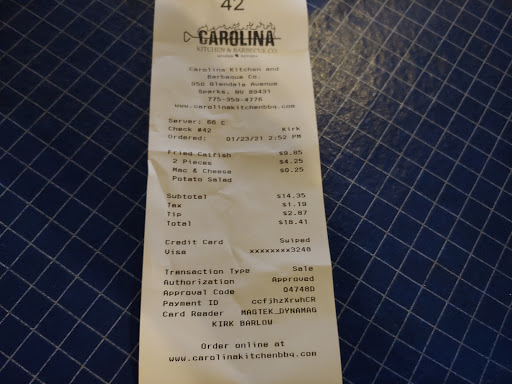 42
CAROLINA
KITCHEN & BARBECUE CO.
Carolina Kitchen and
Barbeque Co.
950 Glendale Avenue
Sparks, NV 89431
775-359-4776
www.carolinakitchenbbq.com
Server: 66 C
Check #42 Kirk
Ordered: 01/23/21 2:52 PM
Fried Catfish $9.85
2 Pieces $4.25
Mac & Cheese $0.25
Potato Salad
Subtotal $14.35
Tax $1.19
Tip $2.87
Total $18.41
Credit Card Swiped
Visa xxxxxxxx3240
Transaction Type Sale
Authorization Approved
Approval Code 04748D
Payment ID ccfjhzXrwhCR
Card Reader MAGTEK_DYNAMAG
KIRK BARLOW
Order online at
www.carolinakitchenbbq.com